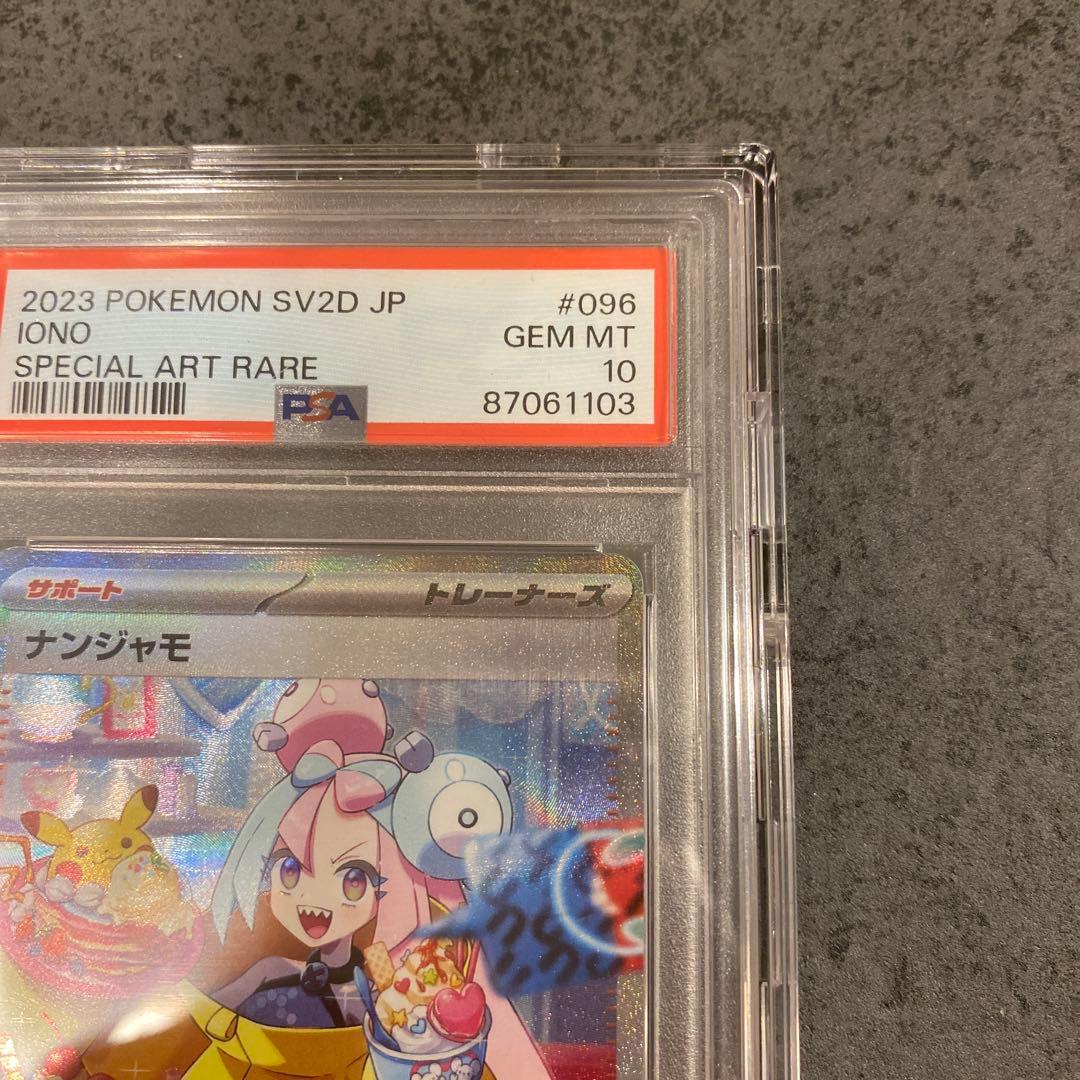 2023 POKEMON SV2D JP #096
IONO GEM MT
SPECIAL ART RARE 10
PSA 87061103
サポート トレーナーズ
ナンジャモ